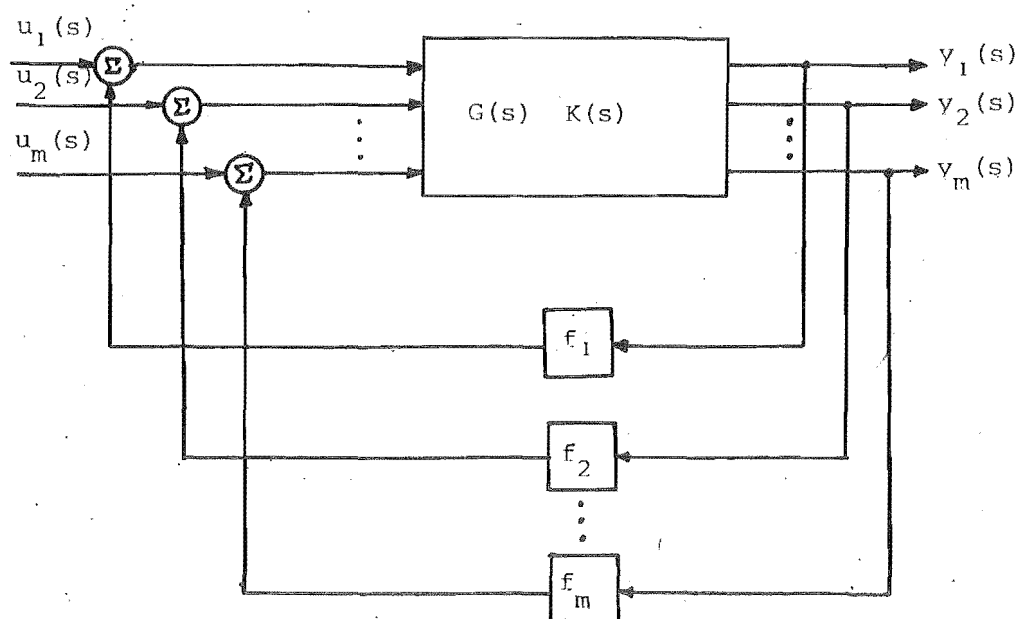 u₁(s)
Σ
y₁(s)
u₂(s)
Σ
G(s) K(s)
y₂(s)
uₘ(s)
Σ
yₘ(s)
f₁
f₂
fₘ